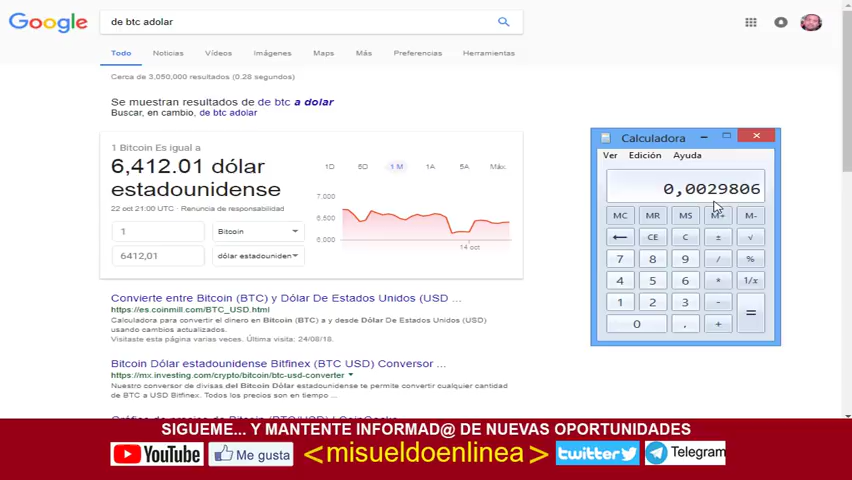 Google
de btc adolar
Todo Noticias Vídeos Imágenes Maps Más Preferencias Herramientas
Cerca de 3,050,000 resultados (0.28 segundos)
Se muestran resultados de de btc a dolar
Buscar, en cambio, de btc adolar
1 Bitcoin Es igual a
6,412.01 dólar
estadounidense
22 oct 21:00 UTC · Renuncia de responsabilidad
1 Bitcoin
6412,01 dólar estadouniden
1D 5D 1 M 1A 5A Máx.
7,000
6,500
6,000
14 oct
Convierte entre Bitcoin (BTC) y Dólar De Estados Unidos (USD ...
https://es.coinmill.com/BTC_USD.html
Calculadora para convertir el dinero en Bitcoin (BTC) a y desde Dólar De Estados Unidos (USD)
usando cambios actualizados.
Visitaste esta página varias veces. Última visita: 24/08/18.
Bitcoin Dólar estadounidense Bitfinex (BTC USD) Conversor ...
https://mx.investing.com/crypto/bitcoin/btc-usd-converter
Nuestro conversor de divisas del Bitcoin Dólar estadounidense te permite convertir cualquier cantidad
de BTC a USD Bitfinex. Todos los precios son en tiempo ...
Calculadora
Ver Edición Ayuda
0,0029806
MC MR MS M+ M-
← CE C ± √
7 8 9 / %
4 5 6 * 1/x
1 2 3 - =
0 , +
SIGUEME... Y MANTENTE INFORMAD@ DE NUEVAS OPORTUNIDADES
YouTube Me gusta <misueldoenlinea> twitter Telegram